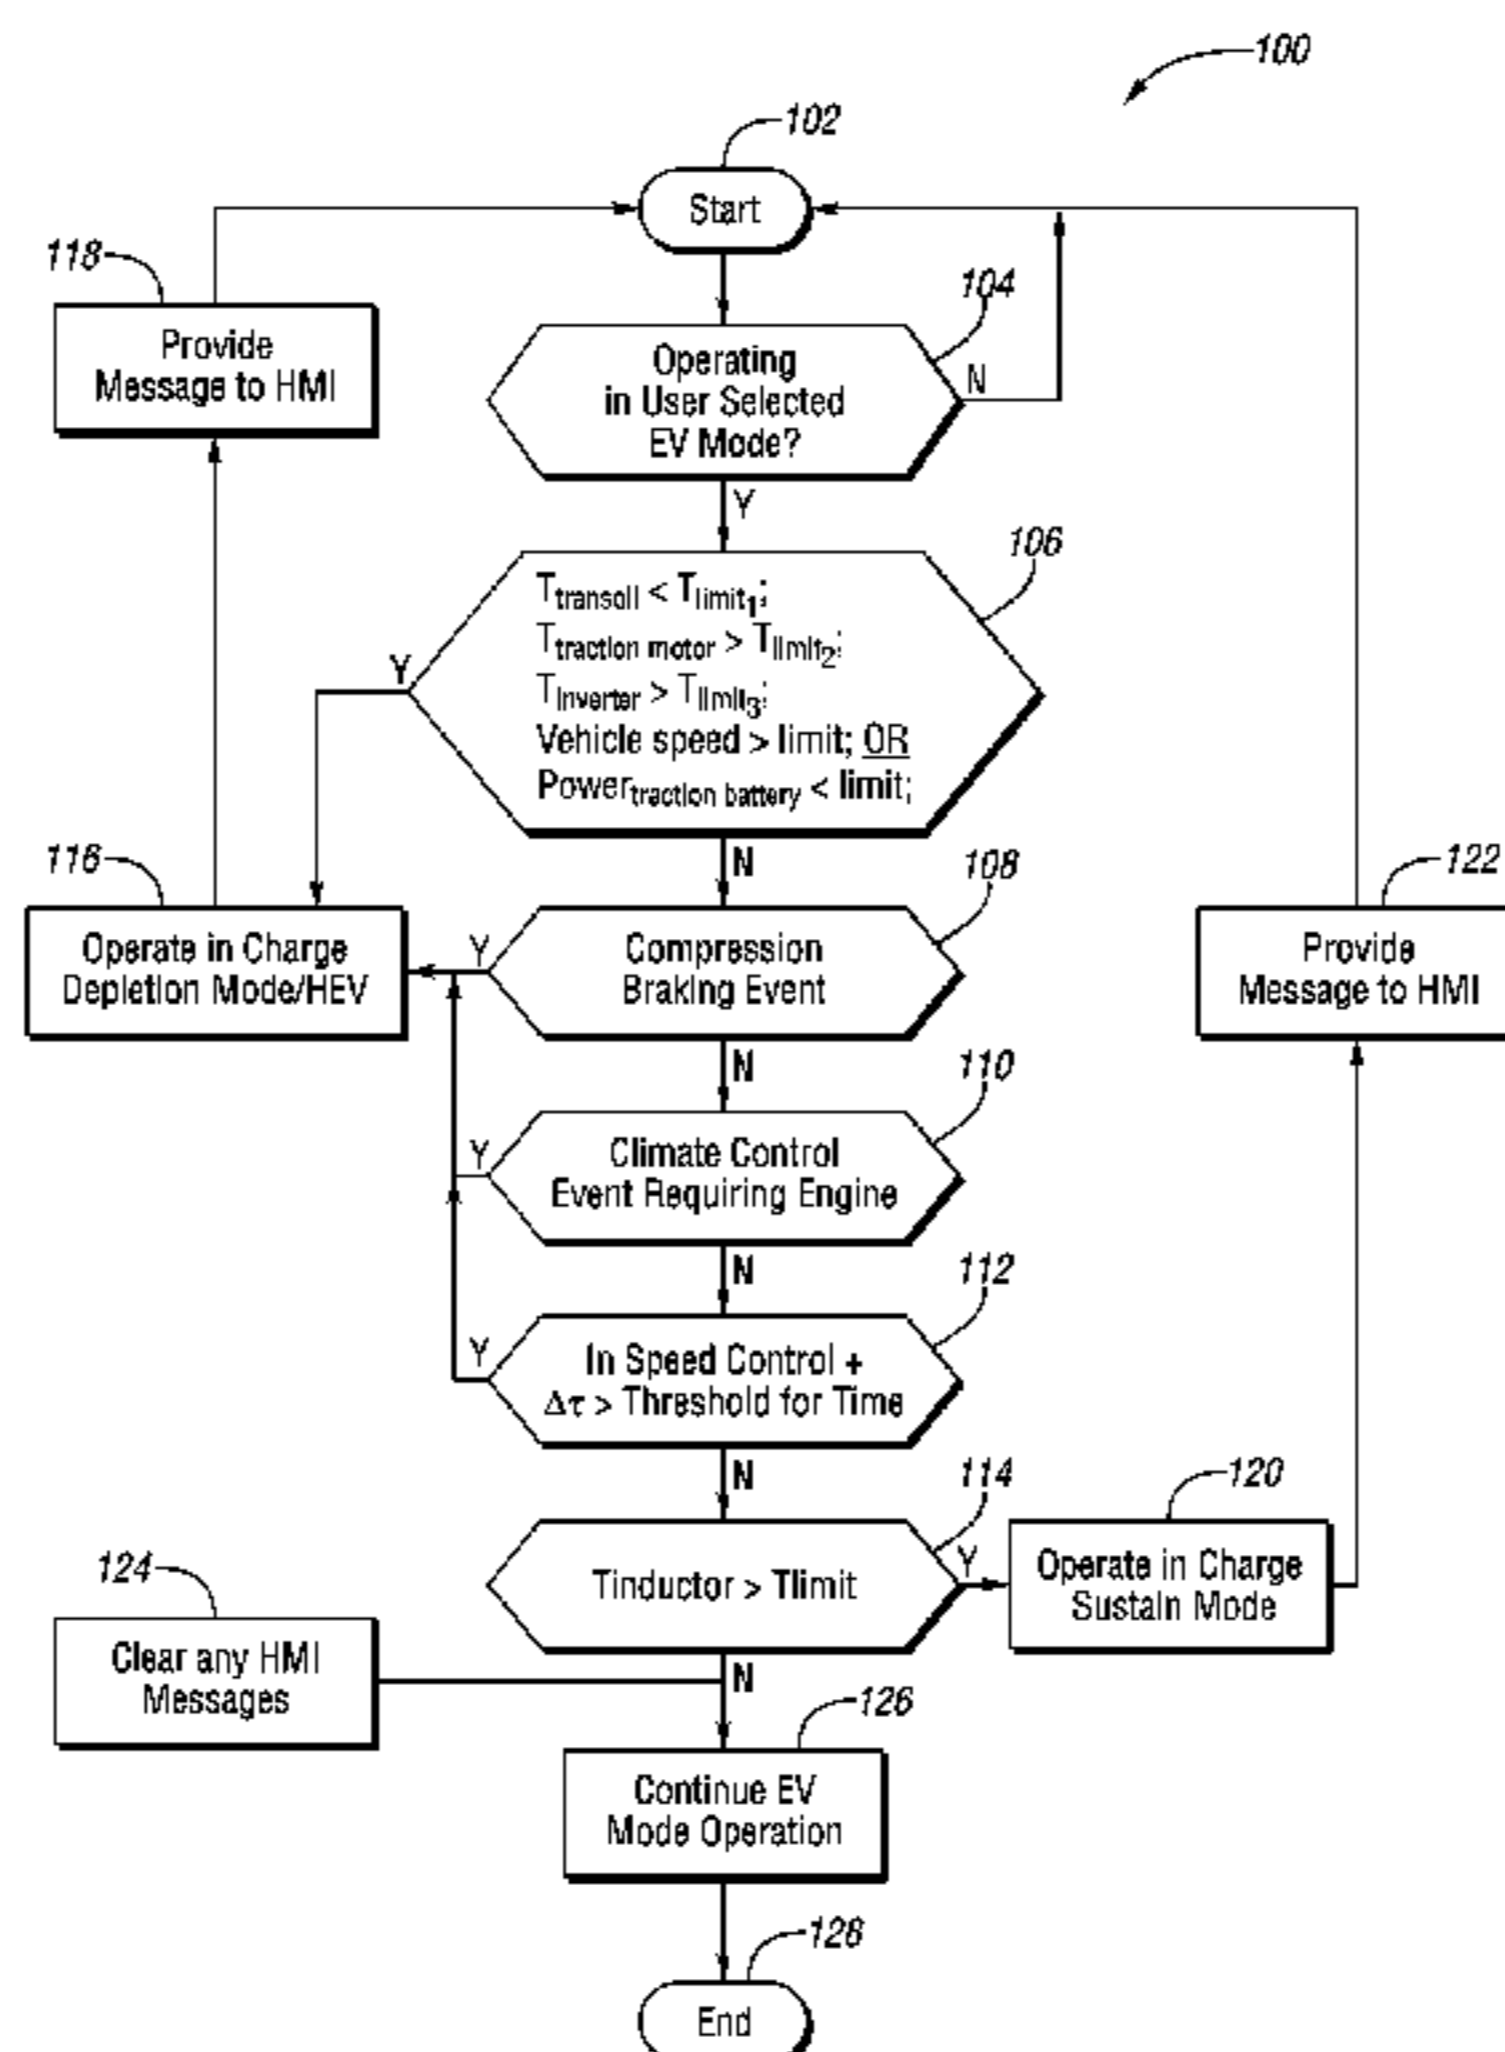 100
102
Start
118
Provide
Message to HMI
104
Operating
in User Selected
EV Mode?
N
Y
106
Ttransoil < Tlimit1;
Ttraction motor > Tlimit2;
Tinverter > Tlimit3;
Vehicle speed > limit; OR
Powertraction battery < limit;
Y
N
116
Operate in Charge
Depletion Mode/HEV
108
Compression
Braking Event
Y
N
122
Provide
Message to HMI
110
Climate Control
Event Requiring Engine
Y
N
112
In Speed Control +
Δτ > Threshold for Time
Y
N
114
Tinductor > Tlimit
Y
N
120
Operate in Charge
Sustain Mode
124
Clear any HMI
Messages
126
Continue EV
Mode Operation
128
End